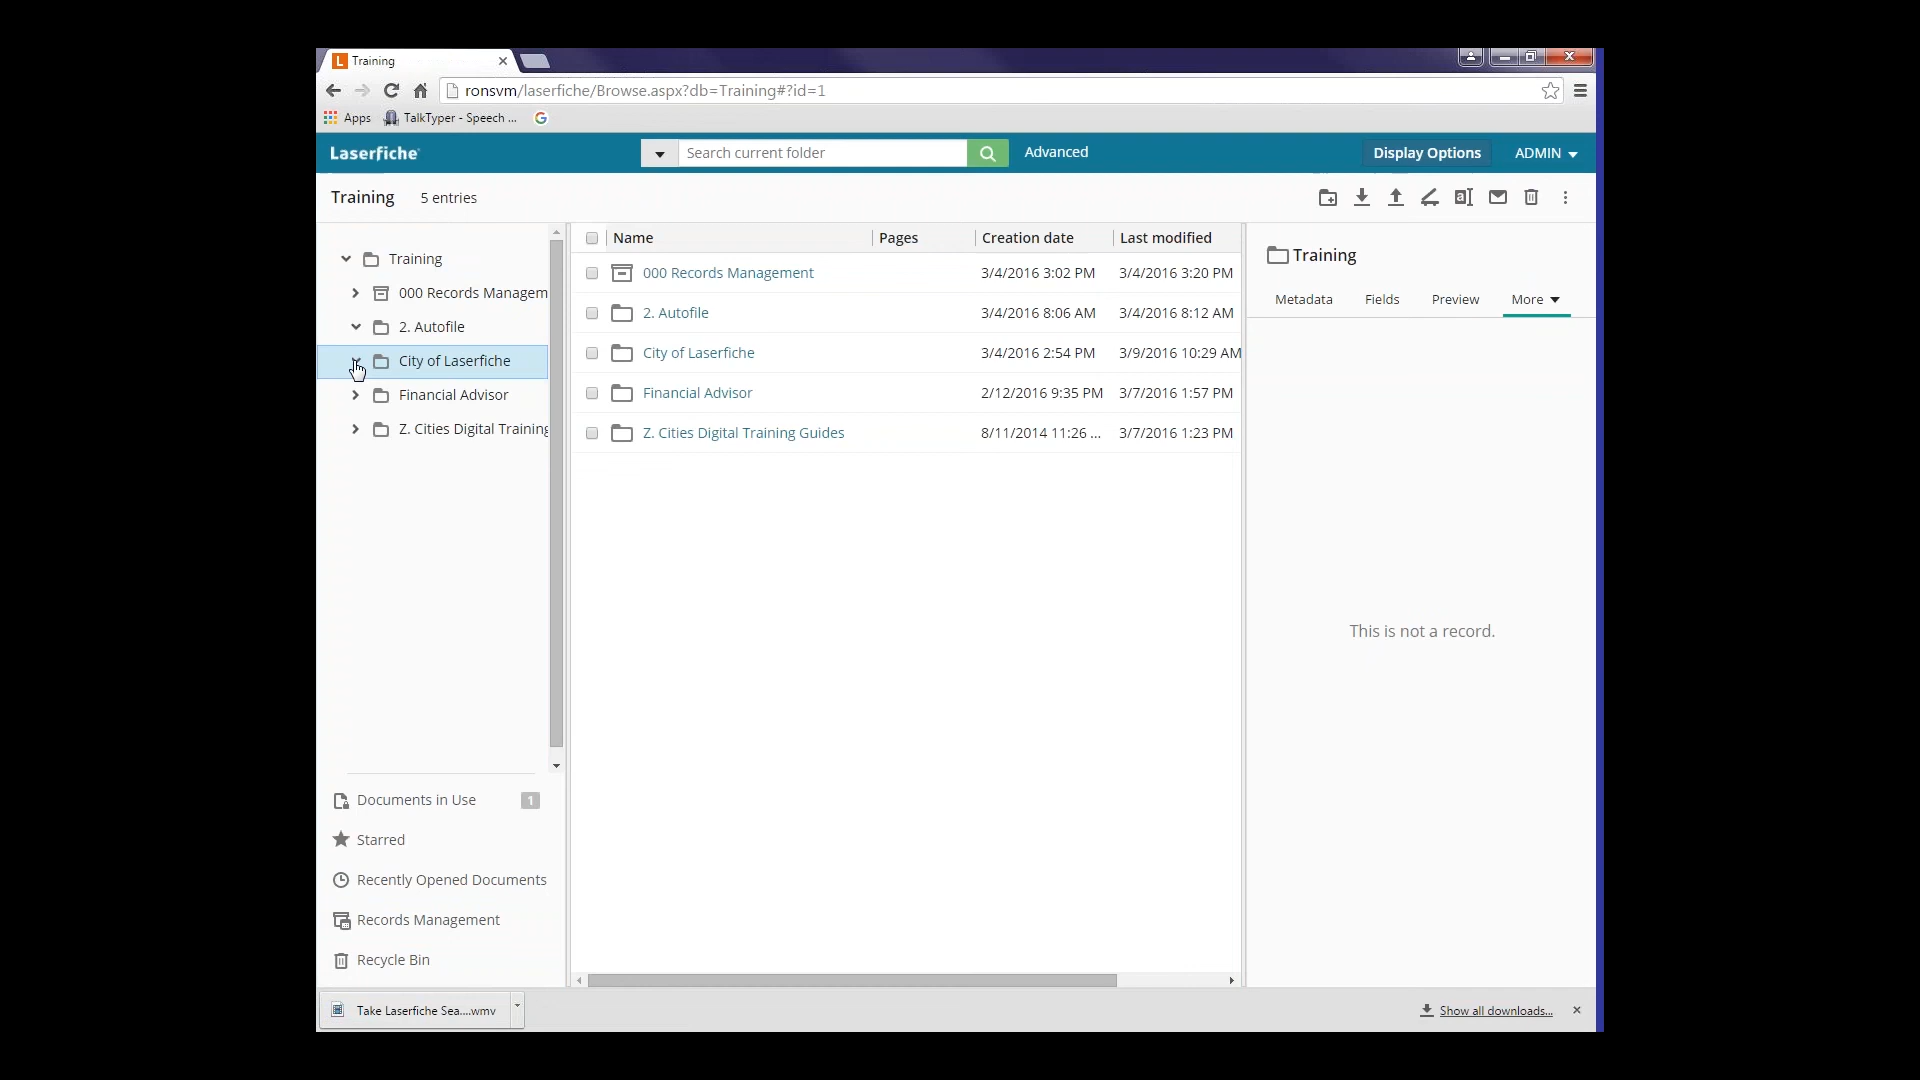 Training
ronsvm/laserfiche/Browse.aspx?db=Training#?id=1
Apps TalkTyper - Speech ...
Laserfiche Search current folder Advanced Display Options ADMIN
Training 5 entries
Name Pages Creation date Last modified
Training
000 Records Managem
2. Autofile
City of Laserfiche
Financial Advisor
Z. Cities Digital Training
000 Records Management 3/4/2016 3:02 PM 3/4/2016 3:20 PM
2. Autofile 3/4/2016 8:06 AM 3/4/2016 8:12 AM
City of Laserfiche 3/4/2016 2:54 PM 3/9/2016 10:29 AM
Financial Advisor 2/12/2016 9:35 PM 3/7/2016 1:57 PM
Z. Cities Digital Training Guides 8/11/2014 11:26 ... 3/7/2016 1:23 PM
Training
Metadata Fields Preview More
This is not a record.
Documents in Use 1
Starred
Recently Opened Documents
Records Management
Recycle Bin
Take Laserfiche Sea....wmv Show all downloads...